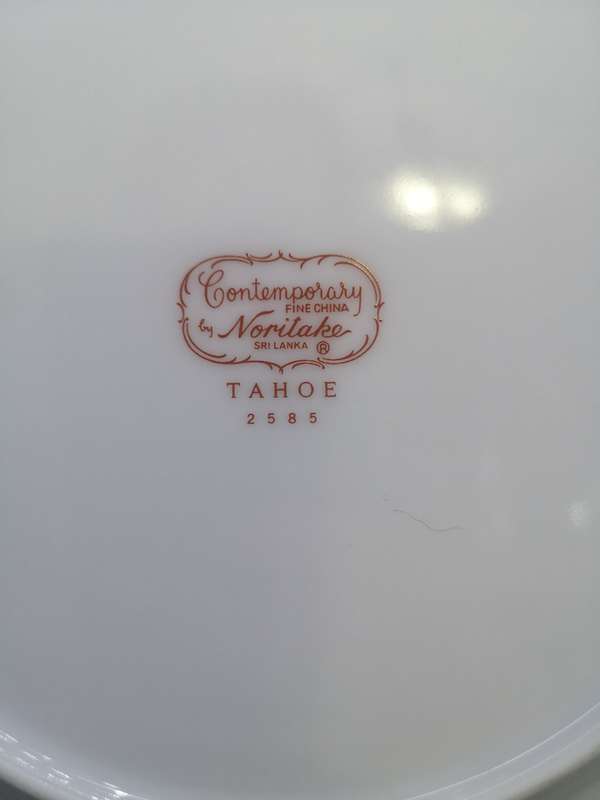 Contemporary
FINE CHINA
by Noritake
SRI LANKA ®
TAHOE
2585